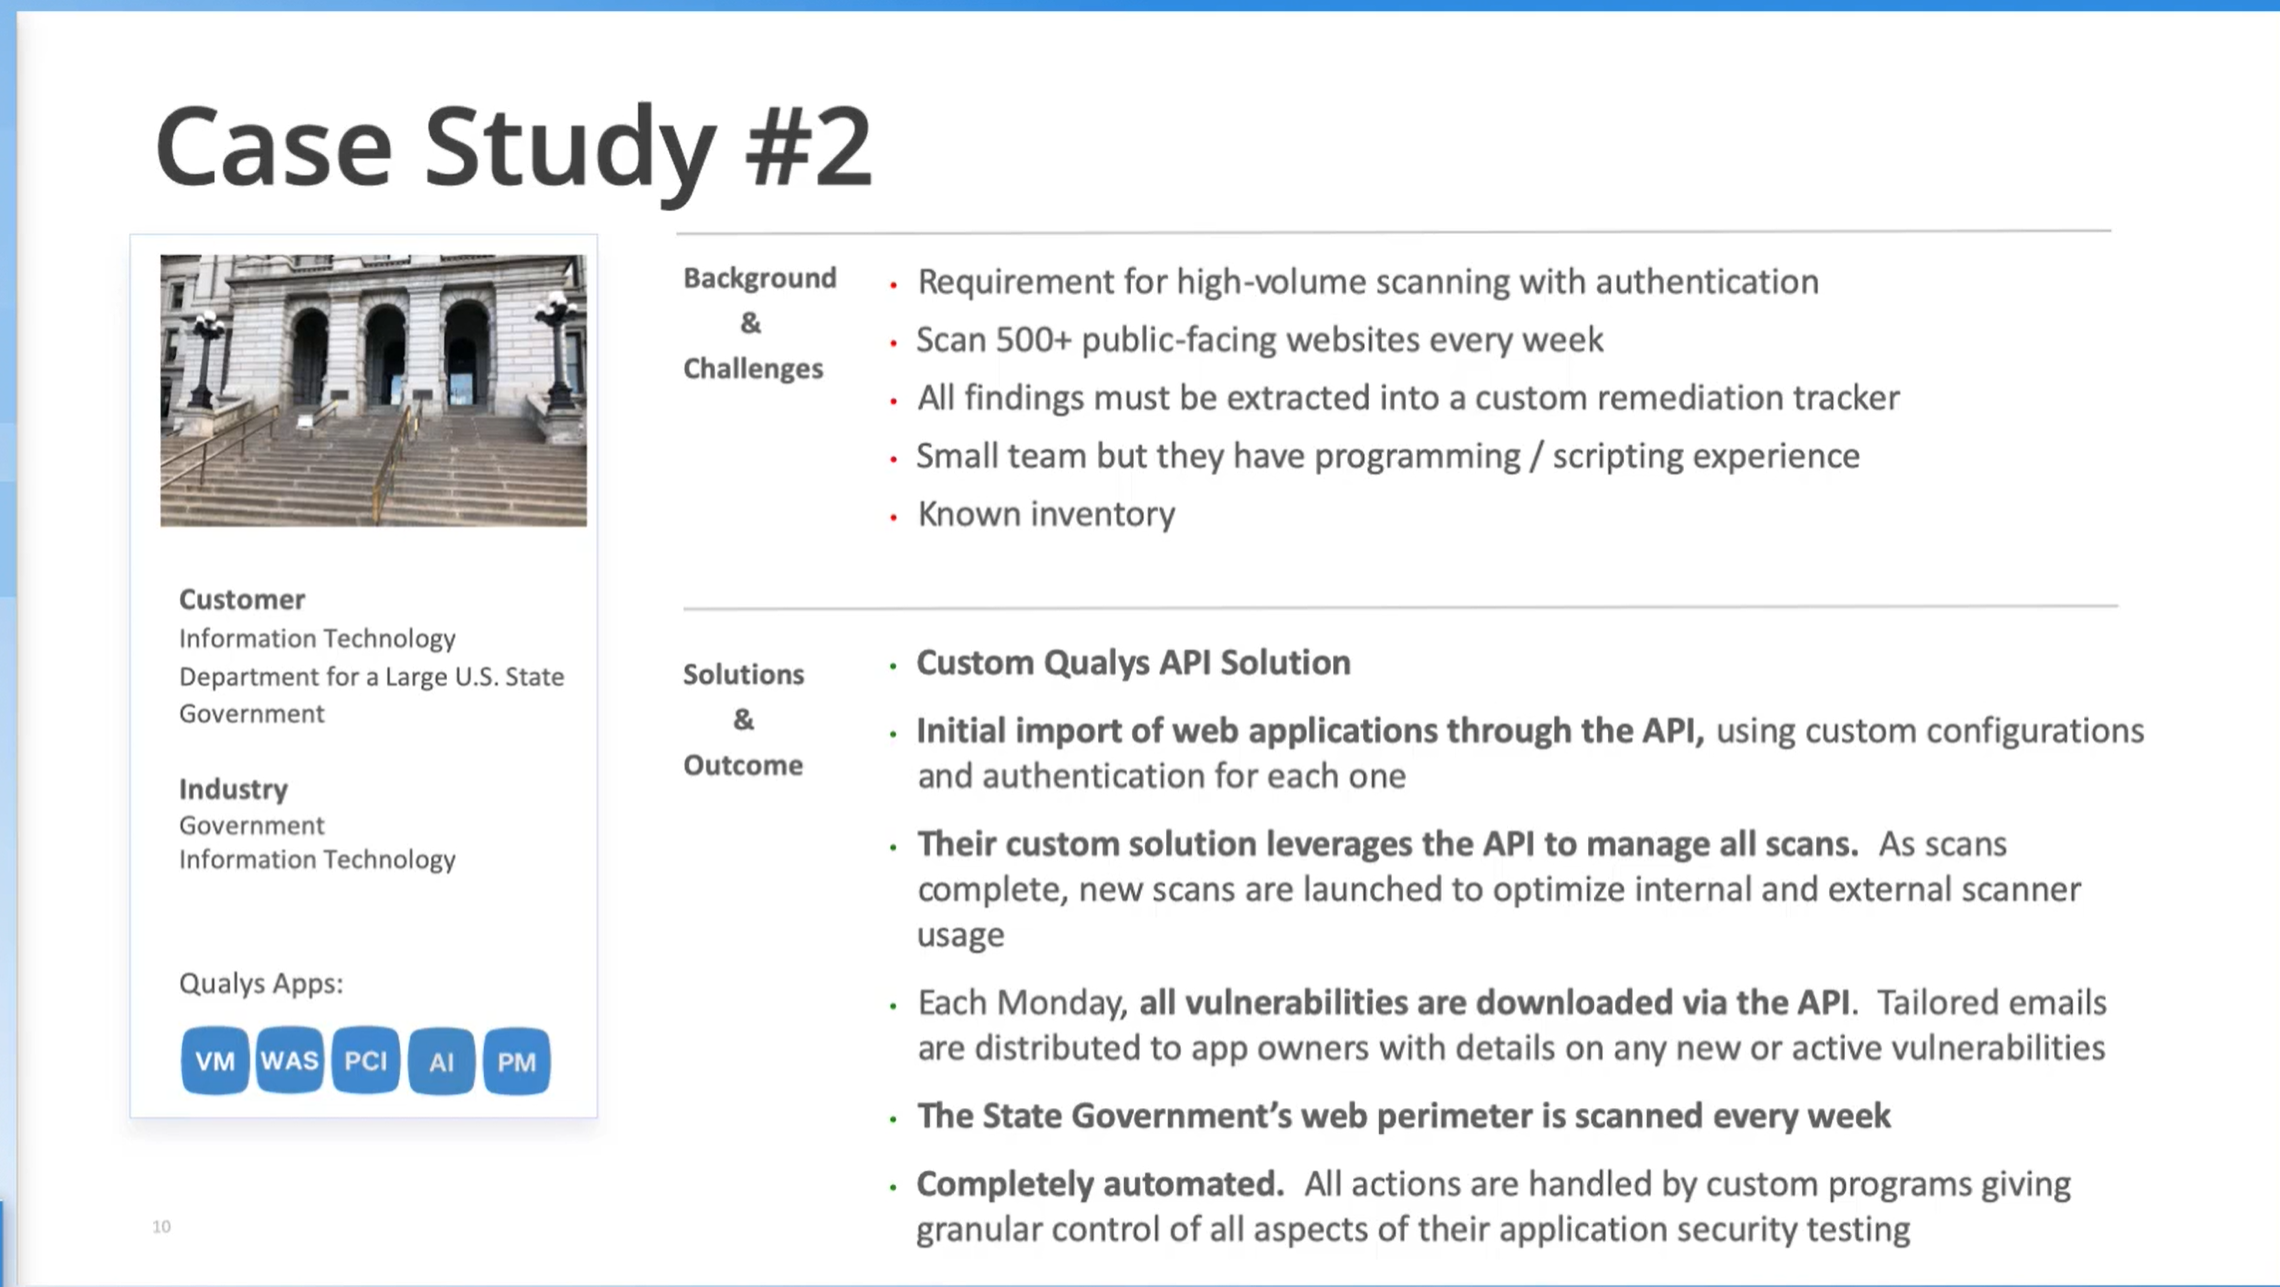 Case Study #2
Customer
Information Technology
Department for a Large U.S. State
Government
Industry
Government
Information Technology
Qualys Apps:
VM WAS PCI AI PM
Background
&
Challenges
• Requirement for high-volume scanning with authentication
• Scan 500+ public-facing websites every week
• All findings must be extracted into a custom remediation tracker
• Small team but they have programming / scripting experience
• Known inventory
Solutions
&
Outcome
• Custom Qualys API Solution
• Initial import of web applications through the API, using custom configurations
and authentication for each one
• Their custom solution leverages the API to manage all scans.  As scans
complete, new scans are launched to optimize internal and external scanner
usage
• Each Monday, all vulnerabilities are downloaded via the API.  Tailored emails
are distributed to app owners with details on any new or active vulnerabilities
• The State Government’s web perimeter is scanned every week
• Completely automated.  All actions are handled by custom programs giving
granular control of all aspects of their application security testing
10